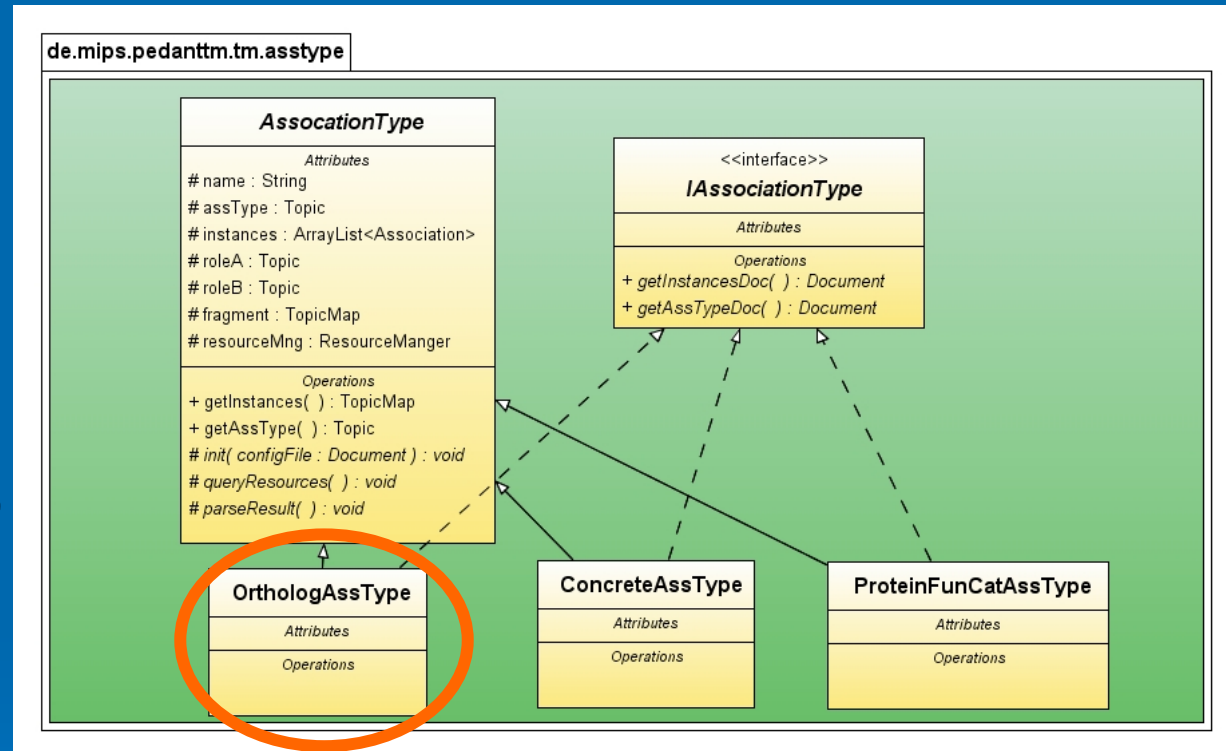 de.mips.pedanttm.tm.asstype
AssocationType
Attributes
# name : String
# assType : Topic
# instances : ArrayList<Association>
# roleA : Topic
# roleB : Topic
# fragment : TopicMap
# resourceMng : ResourceManger
Operations
+ getInstances( ) : TopicMap
+ getAssType( ) : Topic
# init( configFile : Document ) : void
# queryResources( ) : void
# parseResult( ) : void
<<interface>>
IAssociationType
Attributes
Operations
+ getInstancesDoc( ) : Document
+ getAssTypeDoc( ) : Document
OrthologAssType
Attributes
Operations
ConcreteAssType
Attributes
Operations
ProteinFunCatAssType
Attributes
Operations